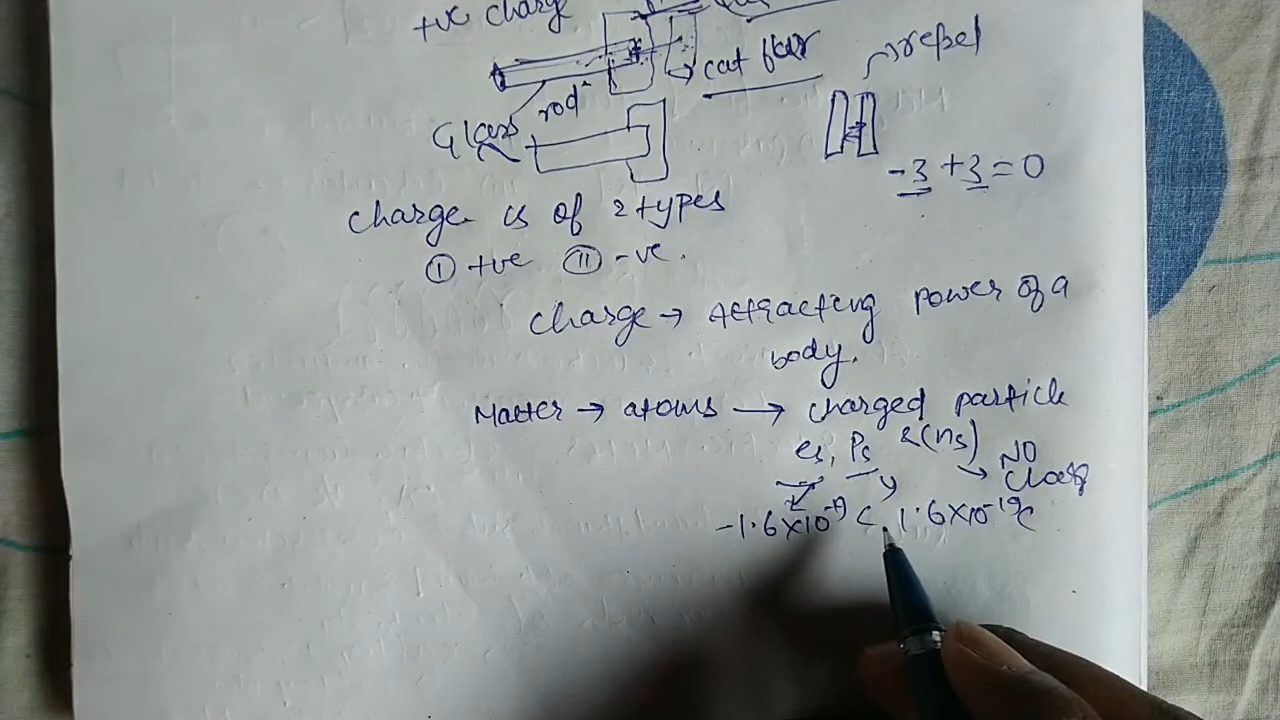 +ve charge
cat fur
repel
Glass rod
-3 +3 = 0
charge is of 2 types
(I) +ve (II) -ve.
charge → Attracting power of a
body.
Matter → atoms → charged particle
es, Ps &(ns)
NO
charge
-1.6×10⁻¹⁹ C, 1.6×10⁻¹⁹C